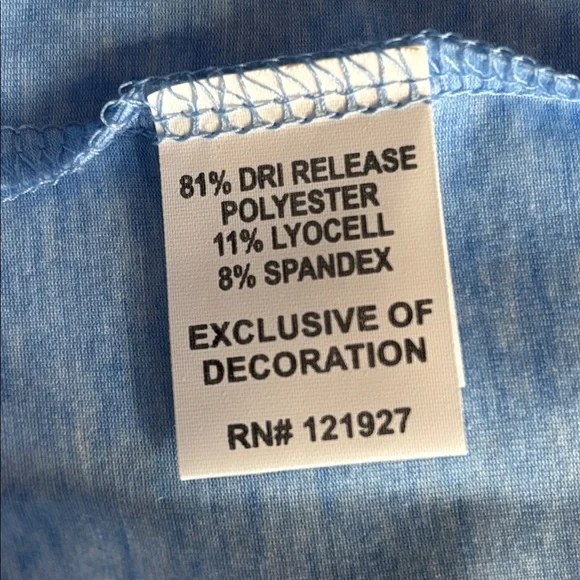 81% DRI RELEASE
POLYESTER
11% LYOCELL
8% SPANDEX
EXCLUSIVE OF
DECORATION
RN# 121927